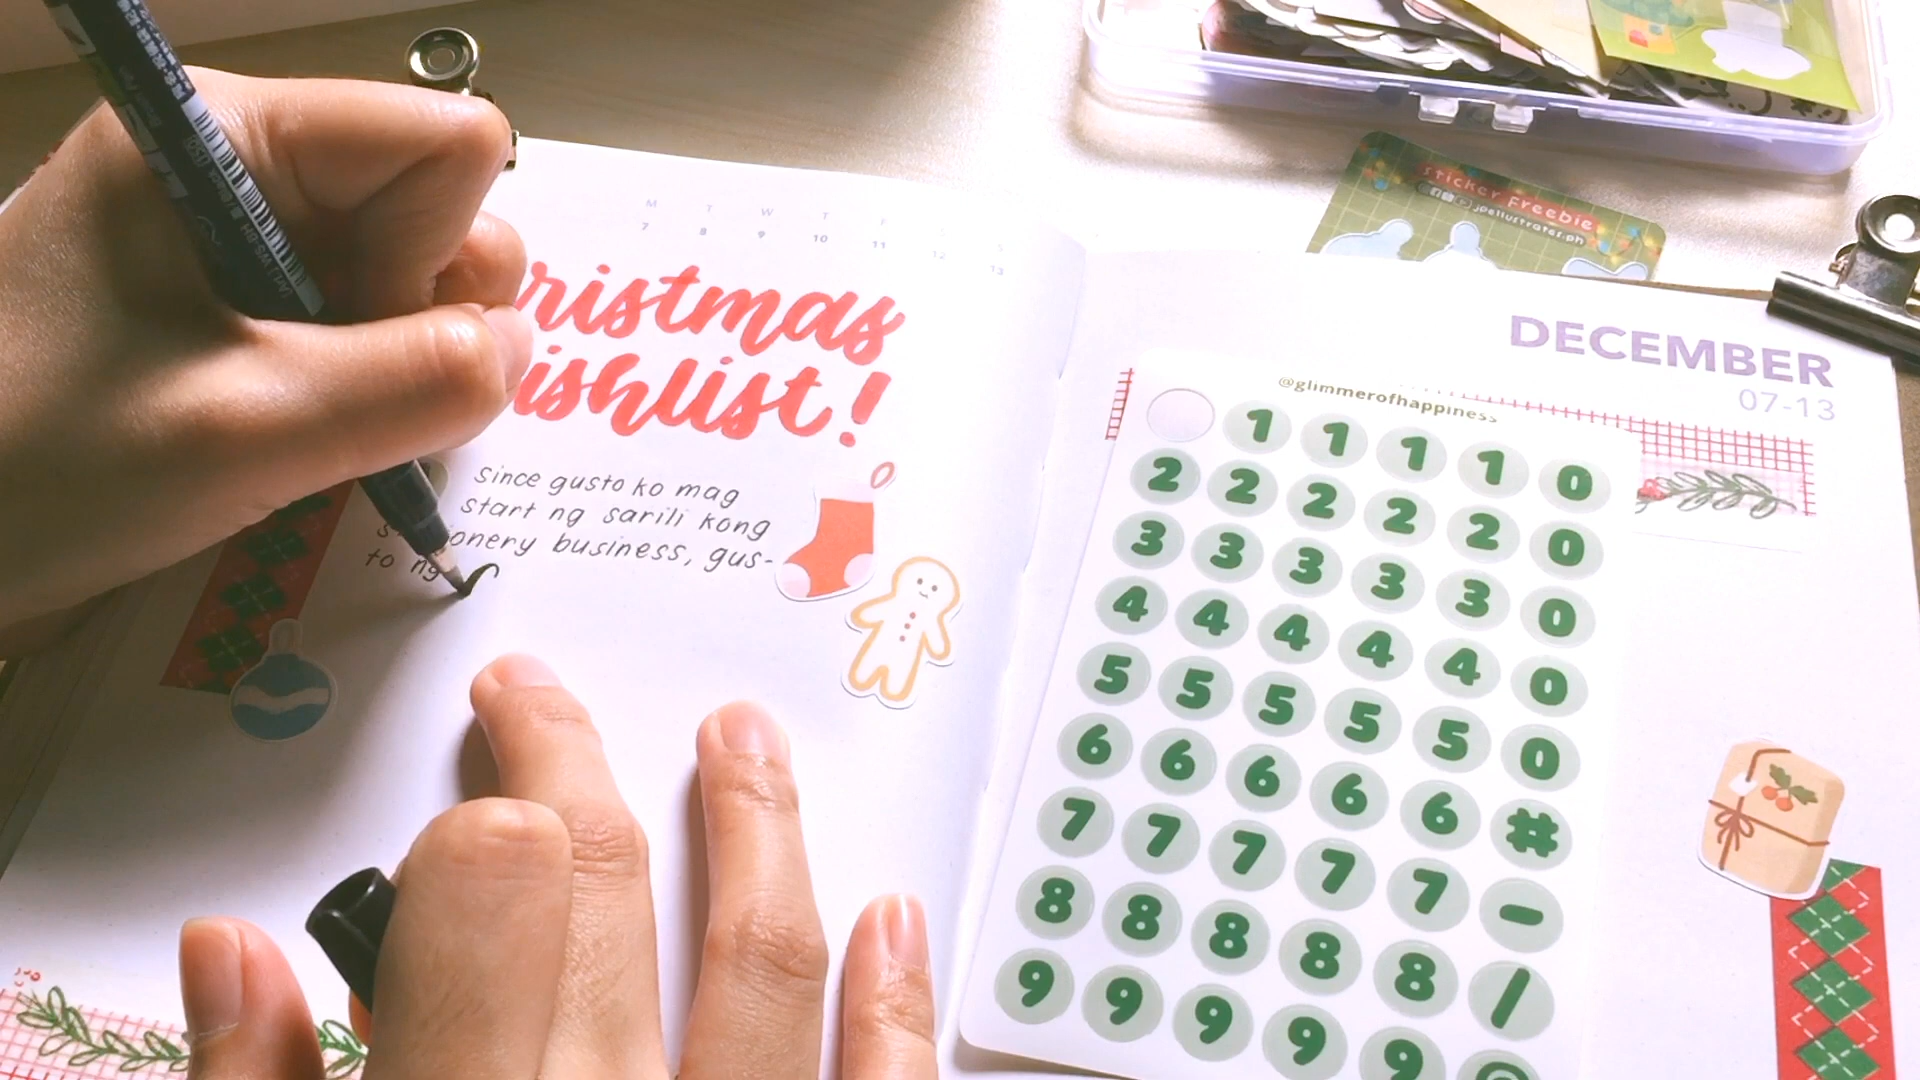 M T W T F S S
7 8 9 10 11 12 13
ristmas
ishlist!
since gusto ko mag
start ng sarili kong
onery business, gus-
to ng
sticker freebie
joellustrates.ph
DECEMBER
07-13
@glimmerofhappiness
1 1 1 1 0
2 2 2 2 2 0
3 3 3 3 3 0
4 4 4 4 4 0
5 5 5 5 5 0
6 6 6 6 6 #
7 7 7 7 7 -
8 8 8 8 8 /
9 9 9 9 9 @